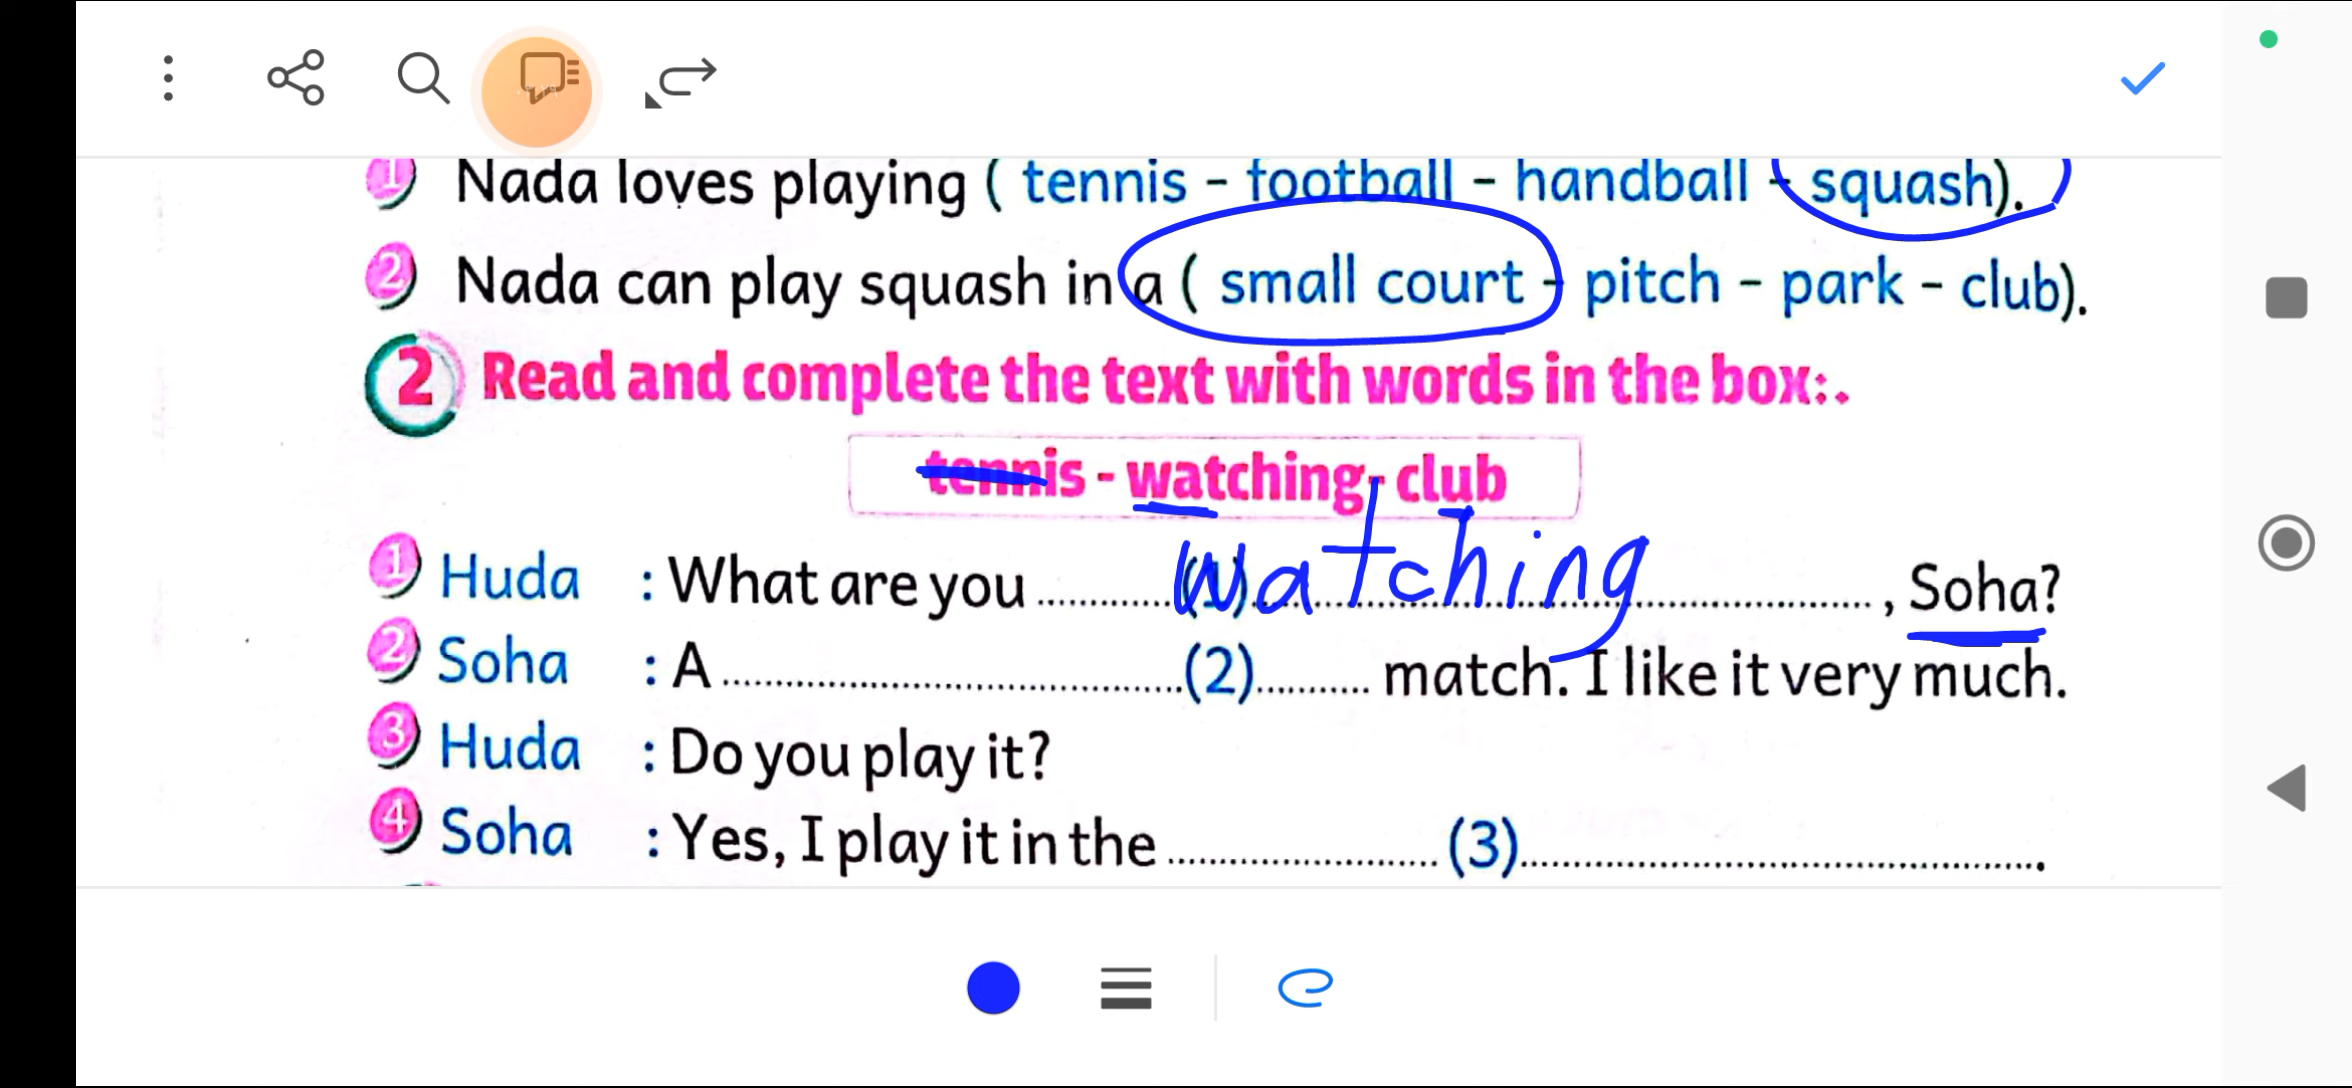 1 Nada loves playing ( tennis - football - handball - squash).
2 Nada can play squash in a ( small court - pitch - park - club).
2 Read and complete the text with words in the box:.
tennis - watching- club
1 Huda : What are you ............(1) watching ............, Soha?
2 Soha : A ............(2)........... match. I like it very much.
3 Huda : Do you play it?
4 Soha : Yes, I play it in the ............(3).............